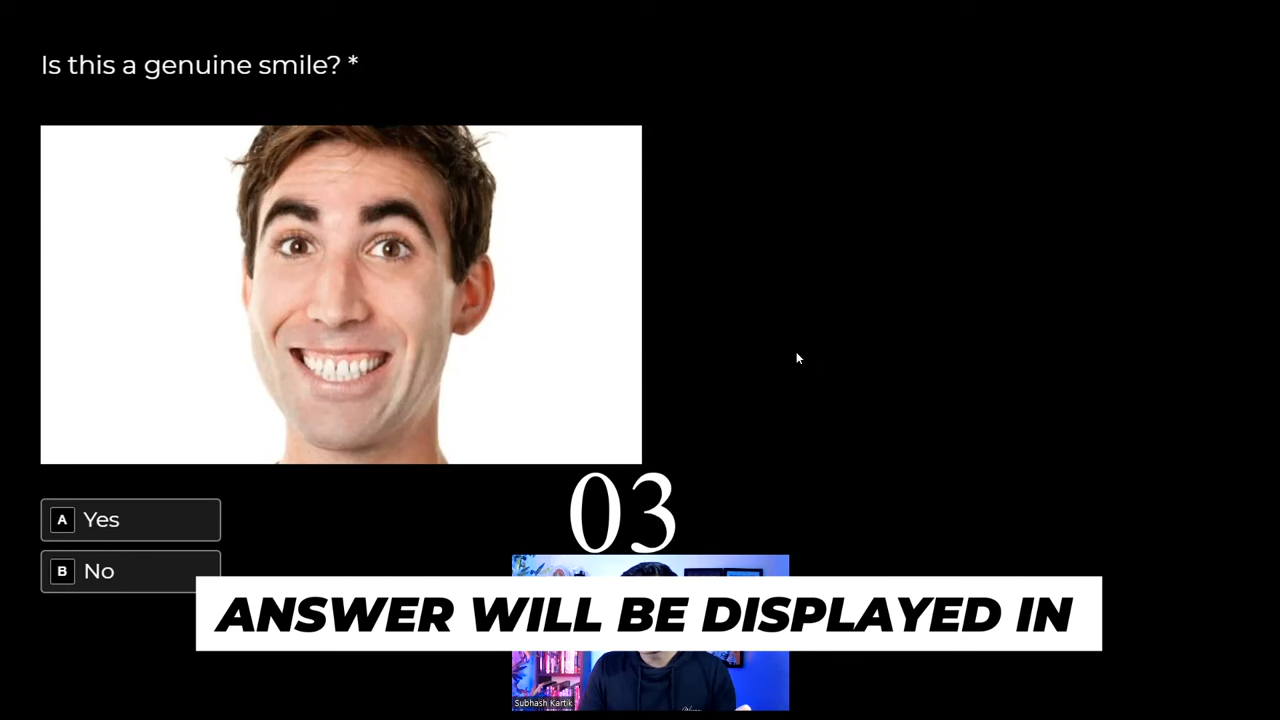 Is this a genuine smile? *
A Yes
B No
03
ANSWER WILL BE DISPLAYED IN
Subhash Kartik